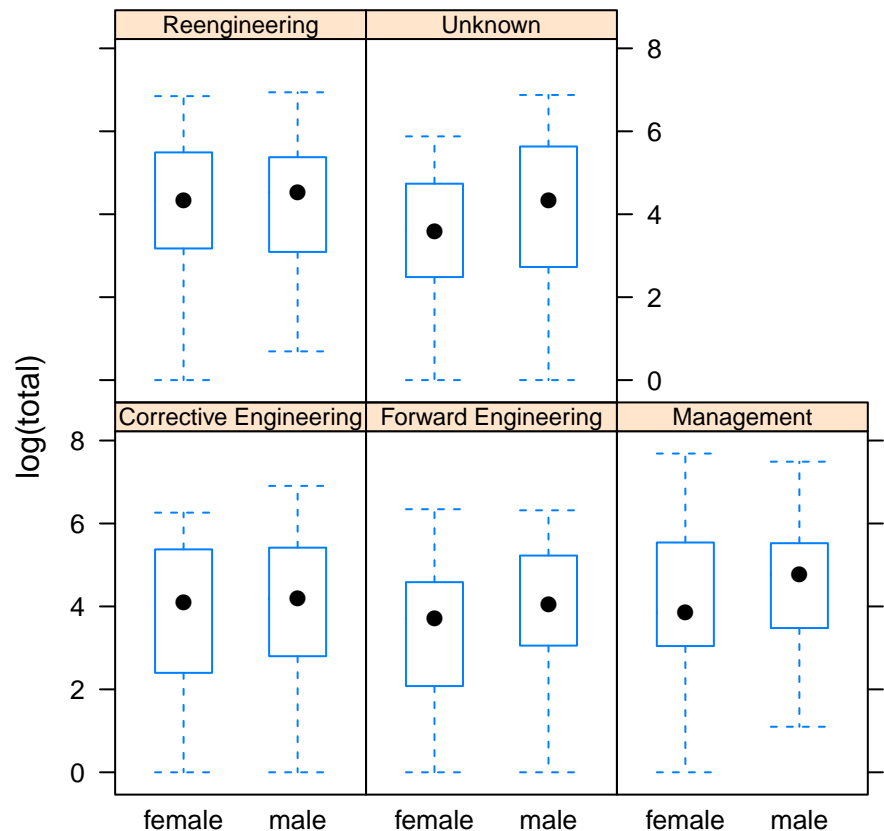 Reengineering Unknown
8
6
4
2
0
log(total)
Corrective Engineering Forward Engineering Management
8
6
4
2
0
female male female male female male